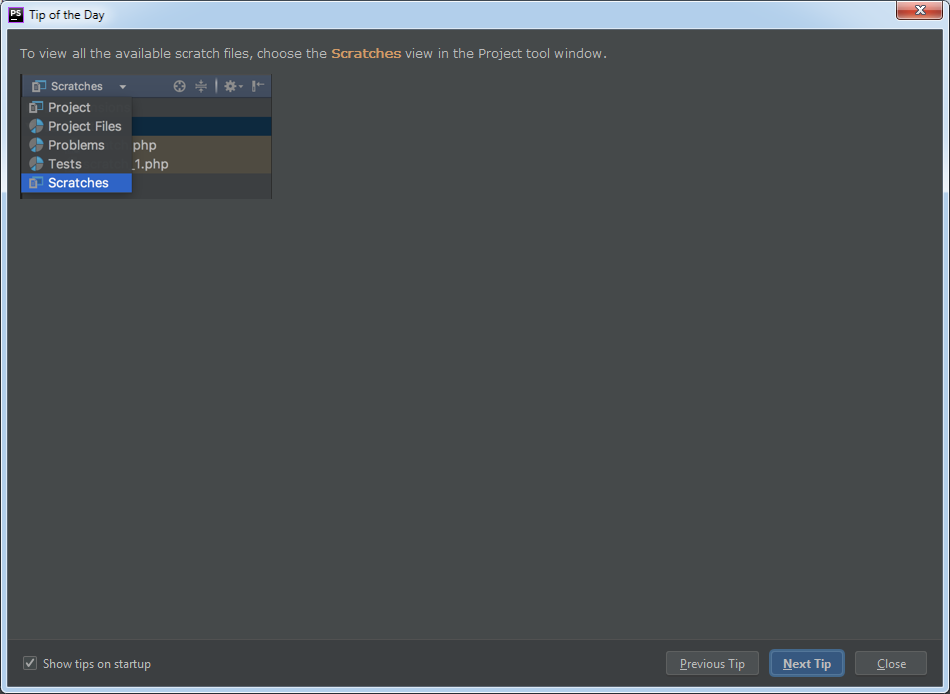 PS Tip of the Day
To view all the available scratch files, choose the Scratches view in the Project tool window.
Scratches
Project
Project Files
Problems php
Tests _1.php
Scratches
Show tips on startup Previous Tip Next Tip Close